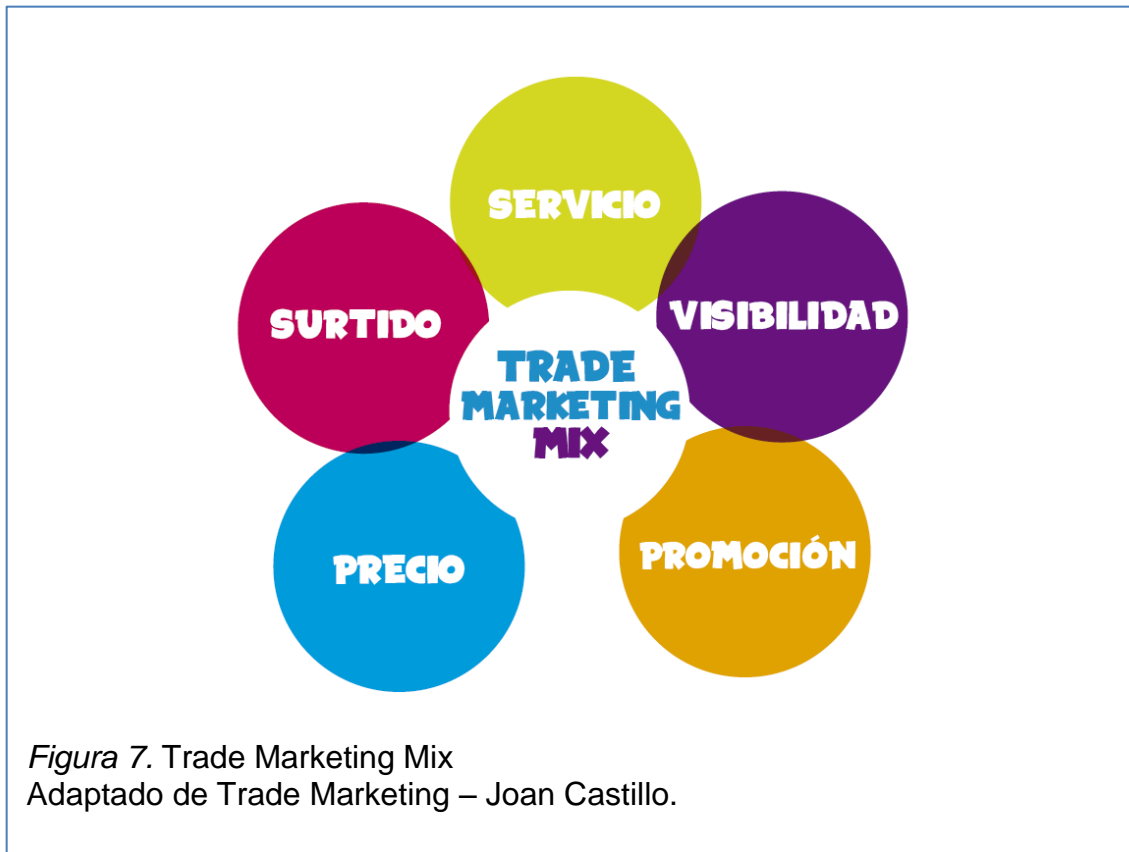 SERVICIO
VISIBILIDAD
SURTIDO
TRADE
MARKETING
MIX
PROMOCIÓN
PRECIO
Figura 7. Trade Marketing Mix
Adaptado de Trade Marketing – Joan Castillo.